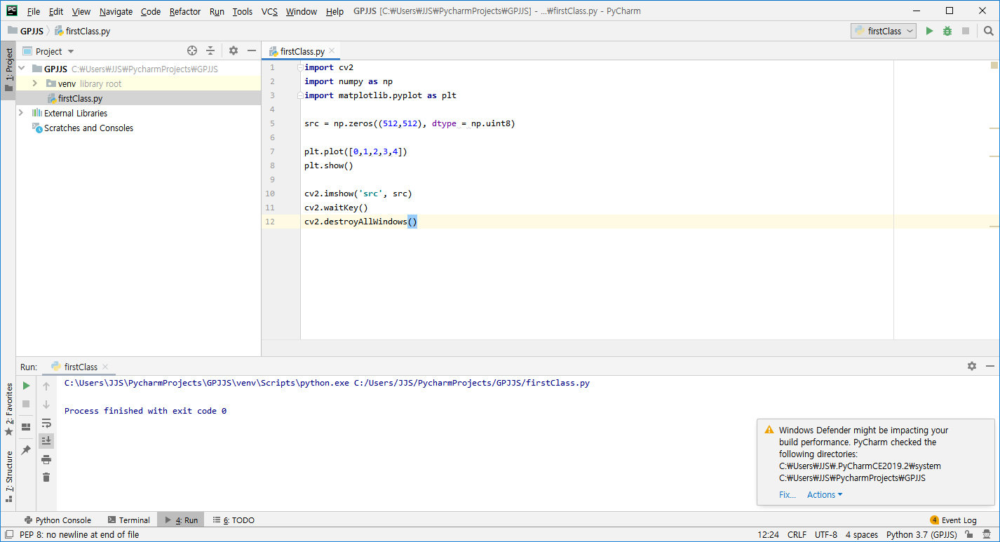 File Edit View Navigate Code Refactor Run Tools VCS Window Help GPJJS [C:₩Users₩JJS₩PycharmProjects₩GPJJS] - ...₩firstClass.py - PyCharm
GPJJS firstClass.py
firstClass
1: Project
Project
GPJJS C:₩Users₩JJS₩PycharmProjects₩GPJJS
venv library root
firstClass.py
External Libraries
Scratches and Consoles
firstClass.py
1 import cv2
2 import numpy as np
3 import matplotlib.pyplot as plt
4
5 src = np.zeros((512,512), dtype = np.uint8)
6
7 plt.plot([0,1,2,3,4])
8 plt.show()
9
10 cv2.imshow('src', src)
11 cv2.waitKey()
12 cv2.destroyAllWindows()
Run: firstClass
2: Favorites
7: Structure
C:\Users\JJS\PycharmProjects\GPJJS\venv\Scripts\python.exe C:/Users/JJS/PycharmProjects/GPJJS/firstClass.py
Process finished with exit code 0
Windows Defender might be impacting your
build performance. PyCharm checked the
following directories:
C:₩Users₩JJS₩.PyCharmCE2019.2₩system
C:₩Users₩JJS₩PycharmProjects₩GPJJS
Fix... Actions
Python Console Terminal 4: Run 6: TODO
4 Event Log
PEP 8: no newline at end of file
12:24 CRLF UTF-8 4 spaces Python 3.7 (GPJJS)